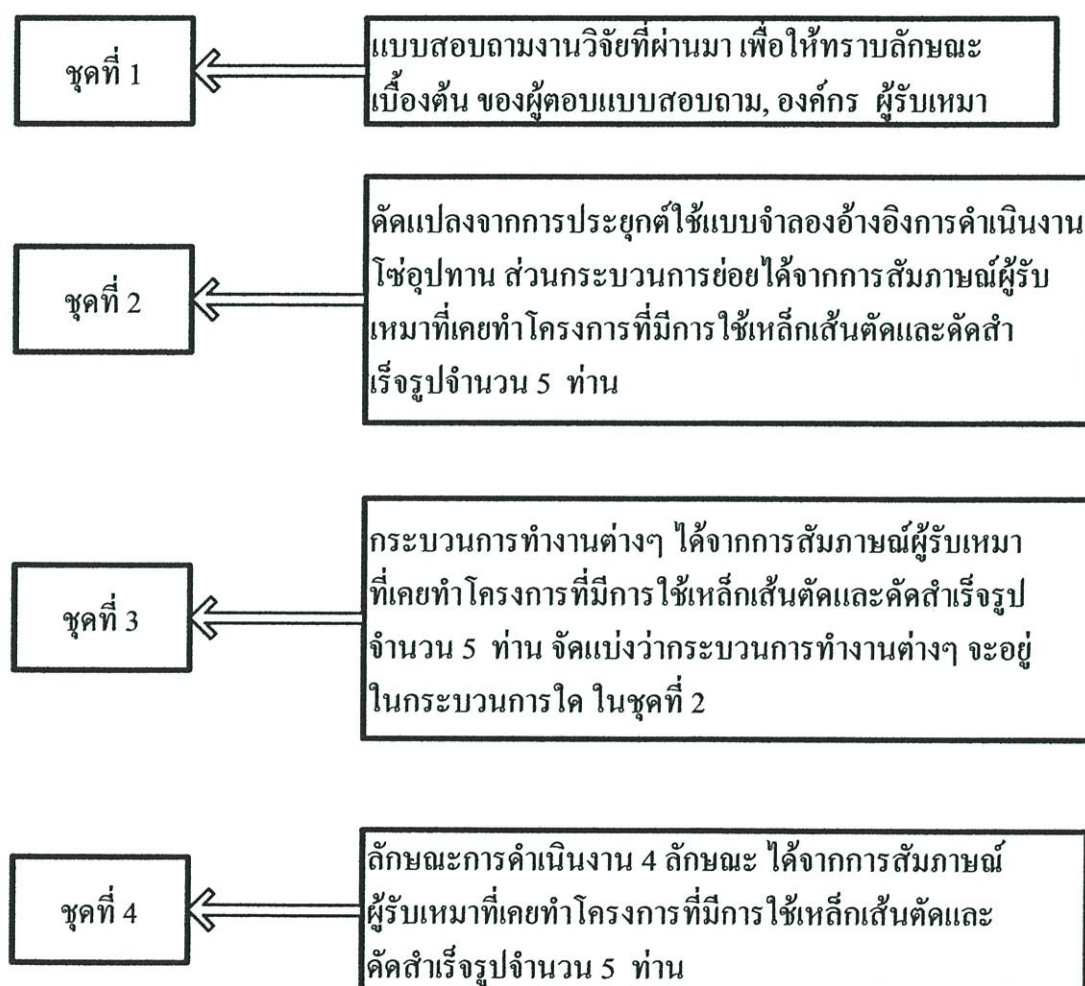 ชุดที่ 1
แบบสอบถามงานวิจัยที่ผ่านมา เพื่อให้ทราบลักษณะ
เบื้องต้น ของผู้ตอบแบบสอบถาม, องค์กร ผู้รับเหมา
ชุดที่ 2
ดัดแปลงจากการประยุกต์ใช้แบบจำลองอ้างอิงการดำเนินงาน
โซ่อุปทาน ส่วนกระบวนการย่อยได้จากการสัมภาษณ์ผู้รับ
เหมาที่เคยทำโครงการที่มีการใช้เหล็กเส้นตัดและดัดสำ
เร็จรูปจำนวน 5 ท่าน
ชุดที่ 3
กระบวนการทำงานต่างๆ ได้จากการสัมภาษณ์ผู้รับเหมา
ที่เคยทำโครงการที่มีการใช้เหล็กเส้นตัดและดัดสำเร็จรูป
จำนวน 5 ท่าน จัดแบ่งว่ากระบวนการทำงานต่างๆ จะอยู่
ในกระบวนการใด ในชุดที่ 2
ชุดที่ 4
ลักษณะการดำเนินงาน 4 ลักษณะ ได้จากการสัมภาษณ์
ผู้รับเหมาที่เคยทำโครงการที่มีการใช้เหล็กเส้นตัดและ
ดัดสำเร็จรูปจำนวน 5 ท่าน